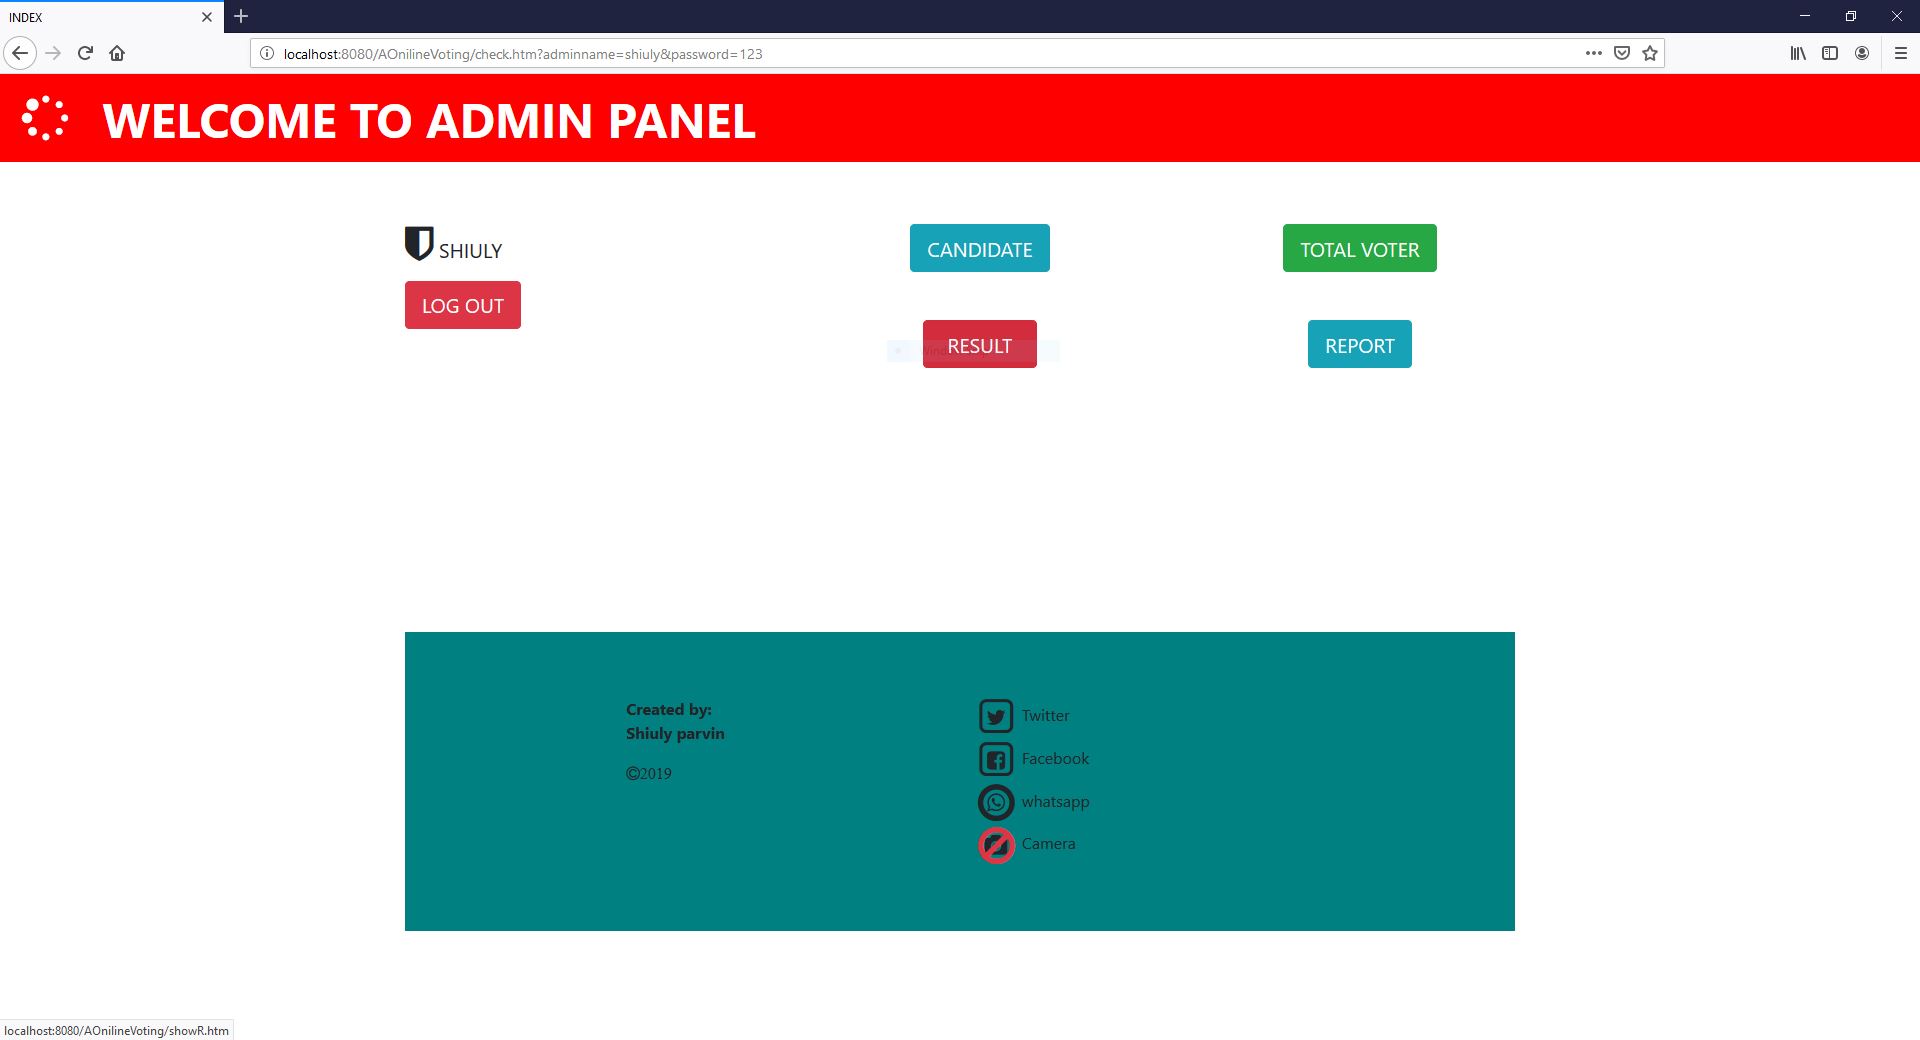 INDEX
localhost:8080/AOnilineVoting/check.htm?adminname=shiuly&password=123
WELCOME TO ADMIN PANEL
SHIULY
LOG OUT
CANDIDATE
TOTAL VOTER
RESULT
REPORT
Created by:
Shiuly parvin
©2019
Twitter
Facebook
whatsapp
Camera
localhost:8080/AOnilineVoting/showR.htm